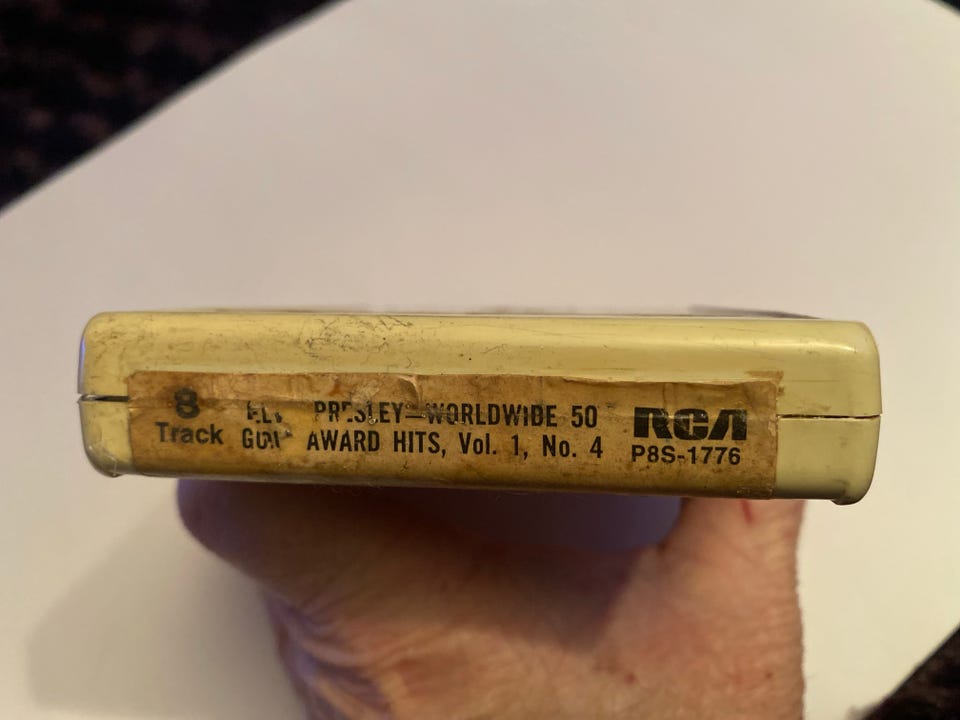 8
Track
PRESLEY—WORLDWIDE 50
AWARD HITS, Vol. 1, No. 4
RCA
P8S-1776